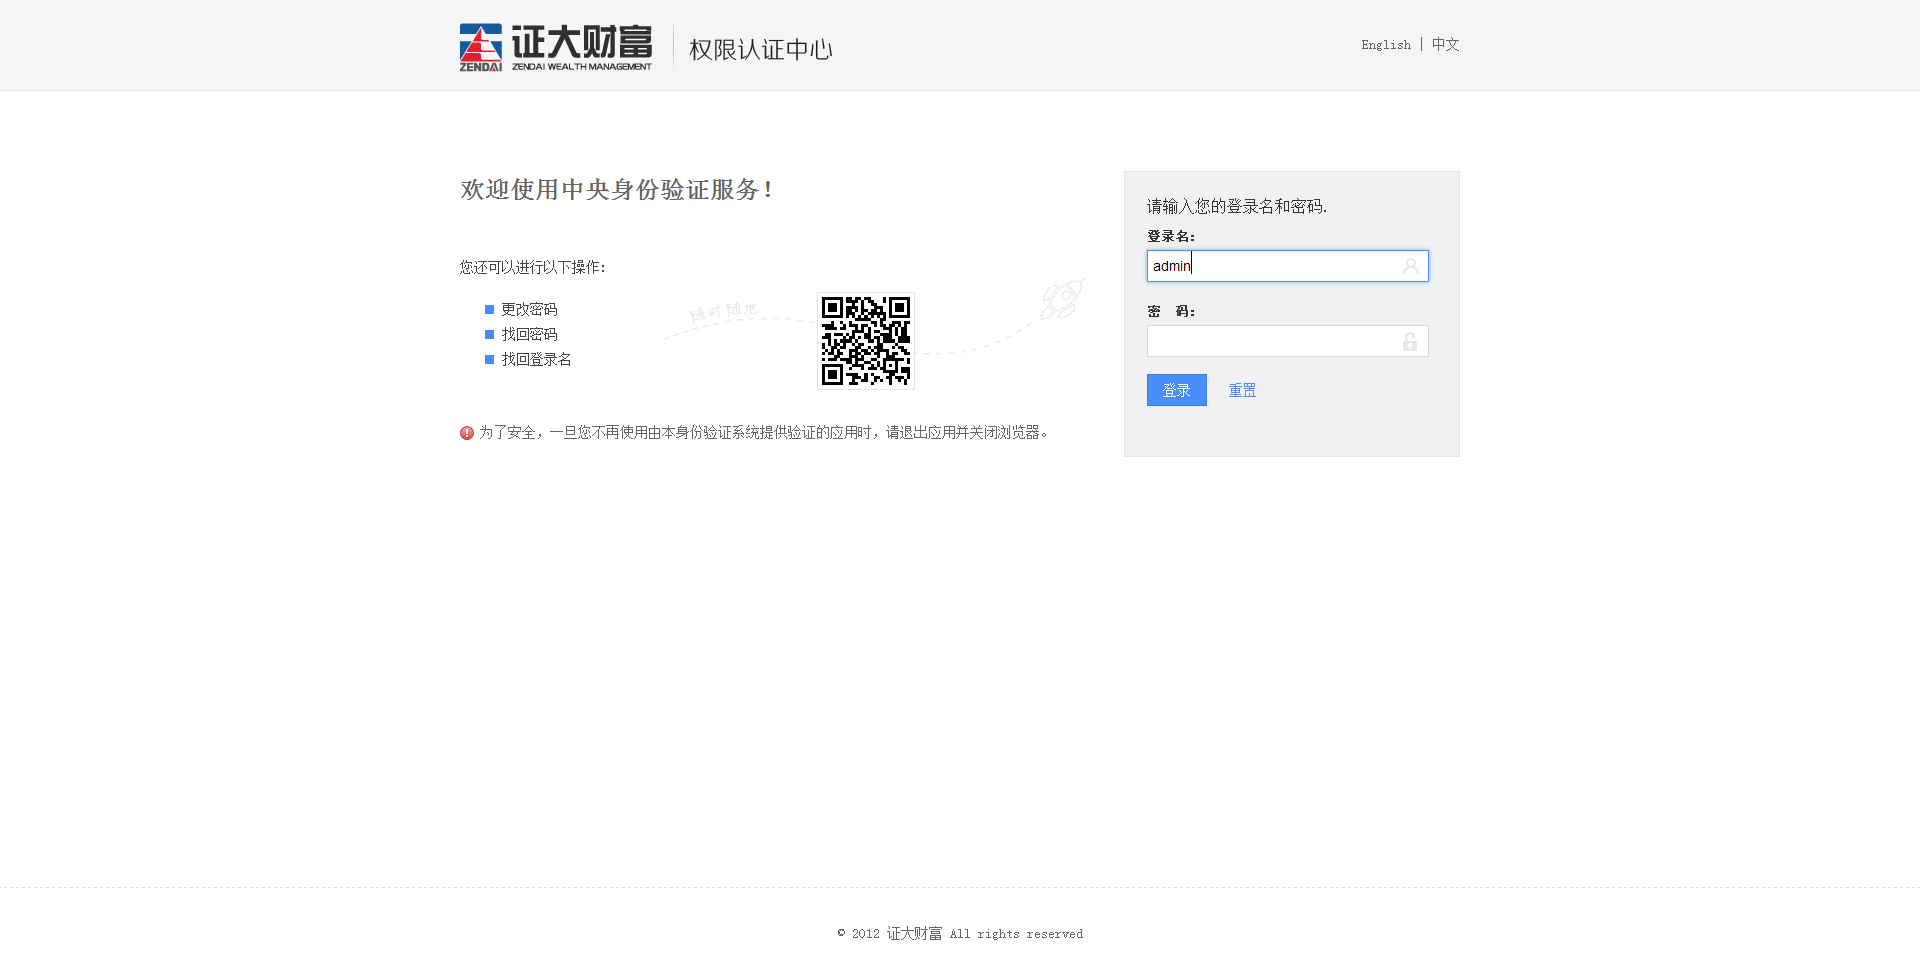 证大财富
ZENDAI
ZENDAI WEALTH MANAGEMENT
权限认证中心
English | 中文
欢迎使用中央身份验证服务！
您还可以进行以下操作：
更改密码
找回密码
找回登录名
随时随地
为了安全，一旦您不再使用由本身份验证系统提供验证的应用时，请退出应用并关闭浏览器。
请输入您的登录名和密码.
登录名：
admin
密 码：
登录 重置
© 2012 证大财富 All rights reserved